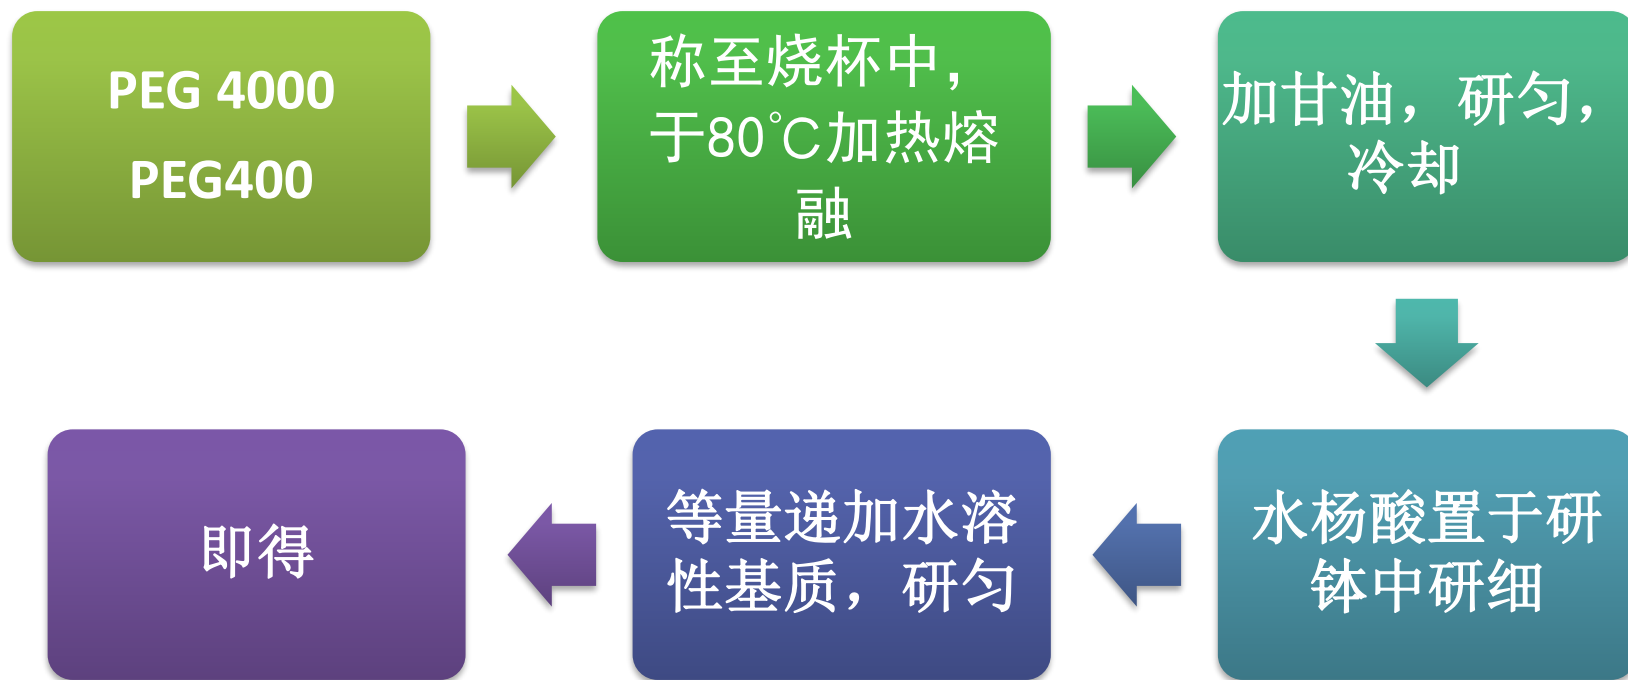 PEG 4000
PEG400
称至烧杯中，
于80℃加热熔
融
加甘油，研匀，
冷却
水杨酸置于研
钵中研细
等量递加水溶
性基质，研匀
即得